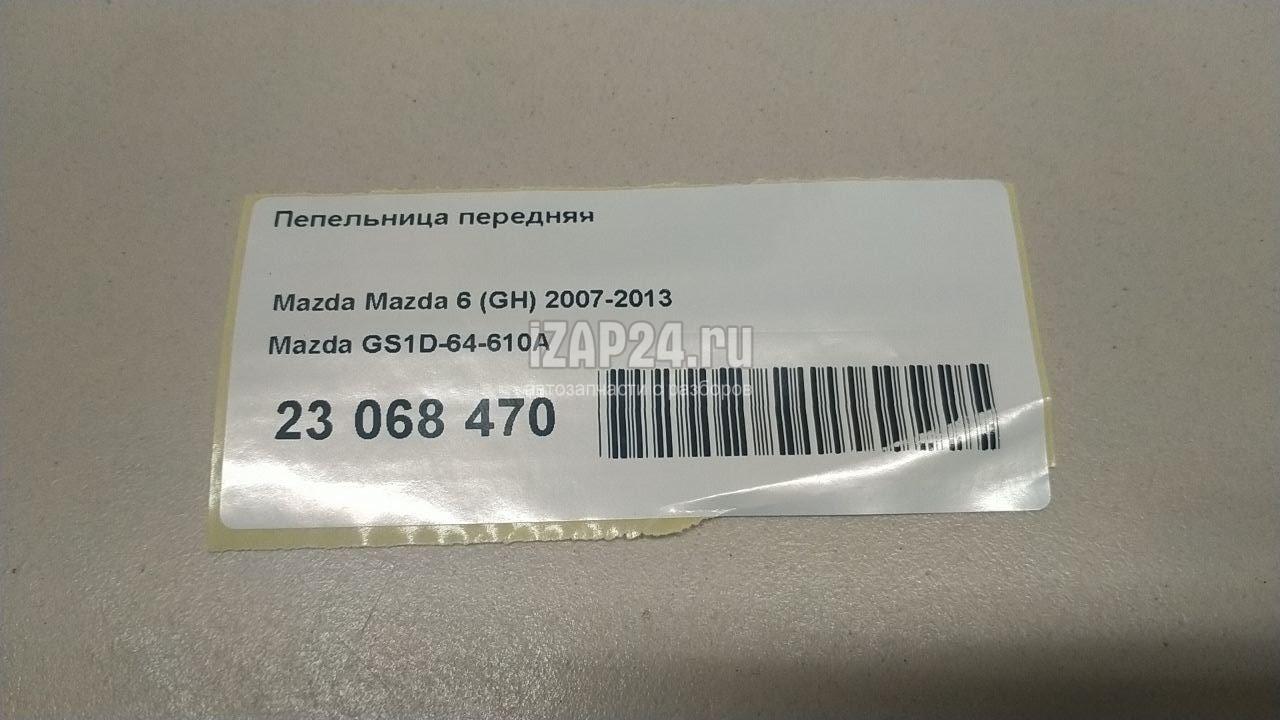 Пепельница передняя
Mazda Mazda 6 (GH) 2007-2013
Mazda GS1D-64-610A
iZAP24.ru
автозапчасти с разборов
23 068 470